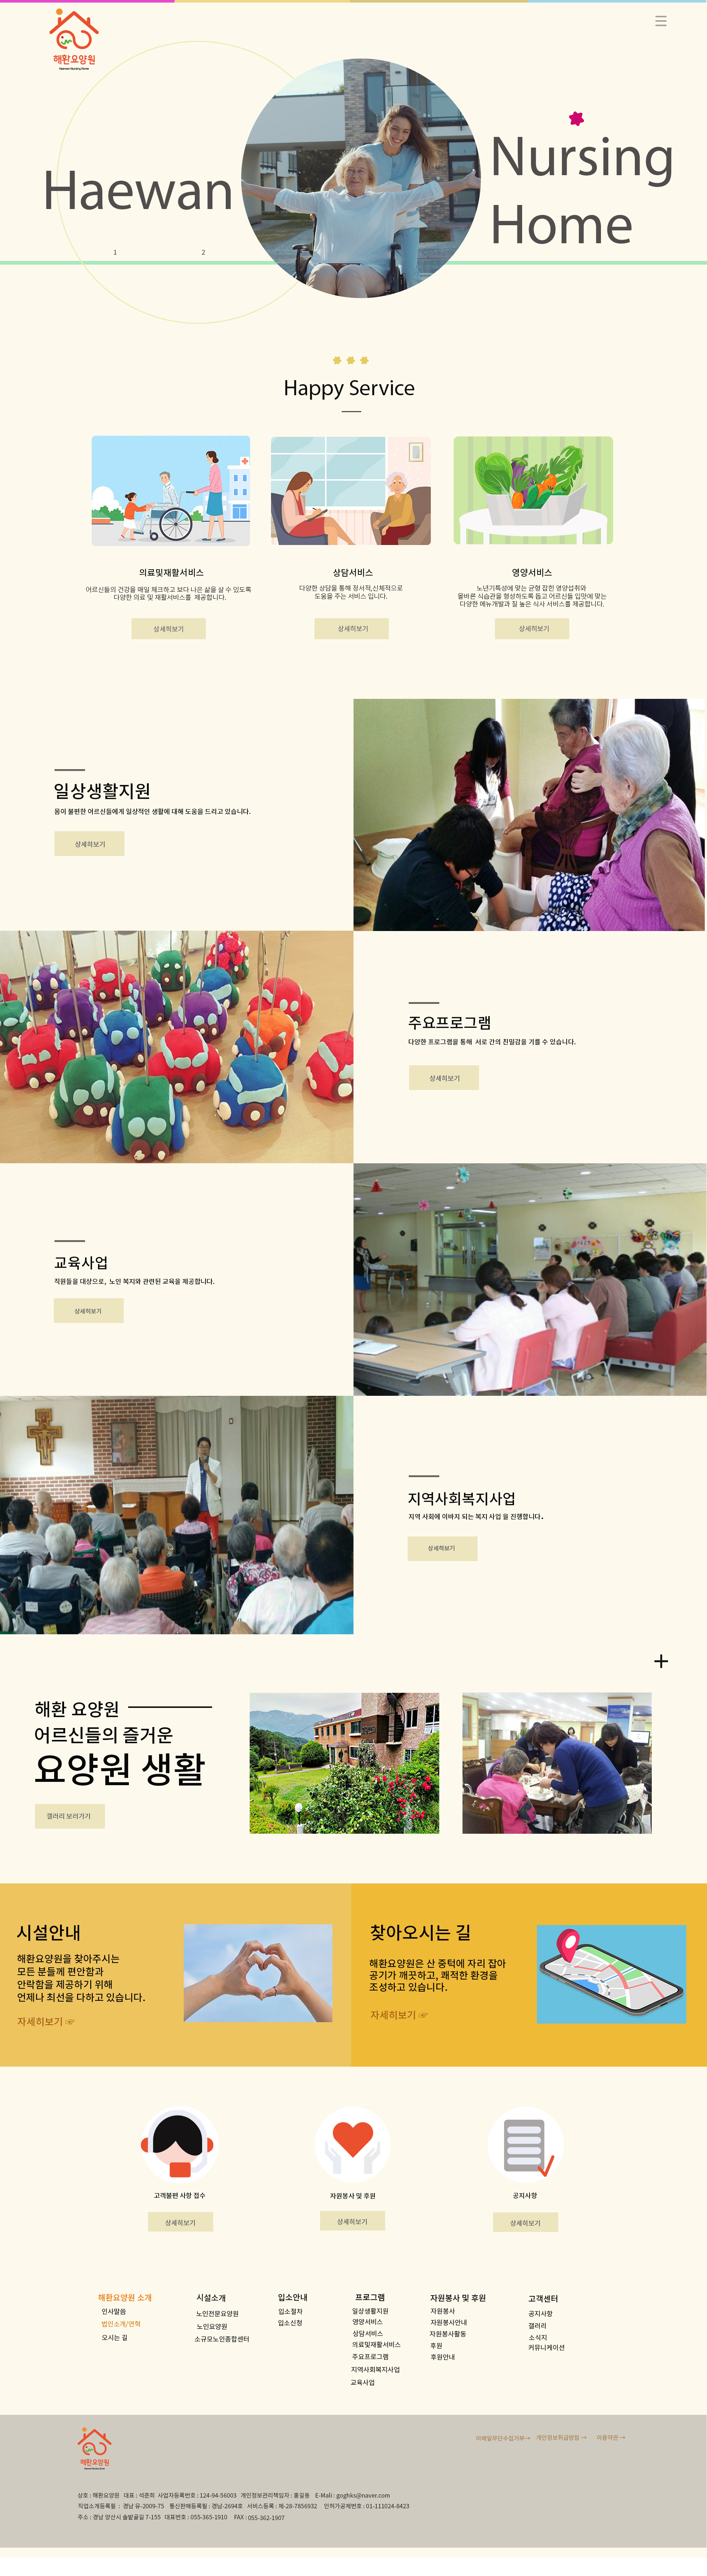 해환요양원
Haewan Nursing Home
Haewan
Nursing
Home
1
2
Happy Service
의료및재활서비스
어르신들의 건강을 매일 체크하고 보다 나은 삶을 살 수 있도록
다양한 의료 및 재활서비스를 제공합니다.
상세히보기
상담서비스
다양한 상담을 통해 정서적,신체적으로
도움을 주는 서비스 입니다.
상세히보기
영양서비스
노년기특성에 맞는 균형 잡힌 영양섭취와
올바른 식습관을 형성하도록 돕고 어르신들 입맛에 맞는
다양한 메뉴개발과 질 높은 식사 서비스를 제공합니다.
상세히보기
일상생활지원
몸이 불편한 어르신들에게 일상적인 생활에 대해 도움을 드리고 있습니다.
상세히보기
주요프로그램
다양한 프로그램을 통해 서로 간의 친밀감을 기를 수 있습니다.
상세히보기
교육사업
직원들을 대상으로, 노인 복지와 관련된 교육을 제공합니다.
상세히보기
지역사회복지사업
지역 사회에 이바지 되는 복지 사업 을 진행합니다.
상세히보기
해환 요양원
어르신들의 즐거운
요양원 생활
갤러리 보러가기
시설안내
해환요양원을 찾아주시는
모든 분들께 편안함과
안락함을 제공하기 위해
언제나 최선을 다하고 있습니다.
자세히보기 ☞
찾아오시는 길
해환요양원은 산 중턱에 자리 잡아
공기가 깨끗하고, 쾌적한 환경을
조성하고 있습니다.
자세히보기 ☞
고객불편 사항 접수
상세히보기
자원봉사 및 후원
상세히보기
공지사항
상세히보기
해환요양원 소개
인사말씀
법인소개/연혁
오시는 길
시설소개
노인전문요양원
노인요양원
소규모노인종합센터
입소안내
입소절차
입소신청
프로그램
일상생활지원
영양서비스
상담서비스
의료및재활서비스
주요프로그램
지역사회복지사업
교육사업
자원봉사 및 후원
자원봉사
자원봉사안내
자원봉사활동
후원
후원안내
고객센터
공지사항
갤러리
소식지
커뮤니케이션
해환요양원
이메일무단수집거부→ 개인정보취급방침 → 이용약관 →
상호 : 해환요양원 대표 : 석준희 사업자등록번호 : 124-94-56003 개인정보관리책임자 : 홍길동 E-Mali : goghks@naver.com
직업소개등록필 : 경남 유-2009-75 통신판매등록필 : 경남-2694호 서비스등록 : 제-28-7856932 인허가공제번호 : 01-111024-8423
주소 : 경남 양산시 솔밭골길 7-155 대표번호 : 055-365-1910 FAX : 055-362-1907